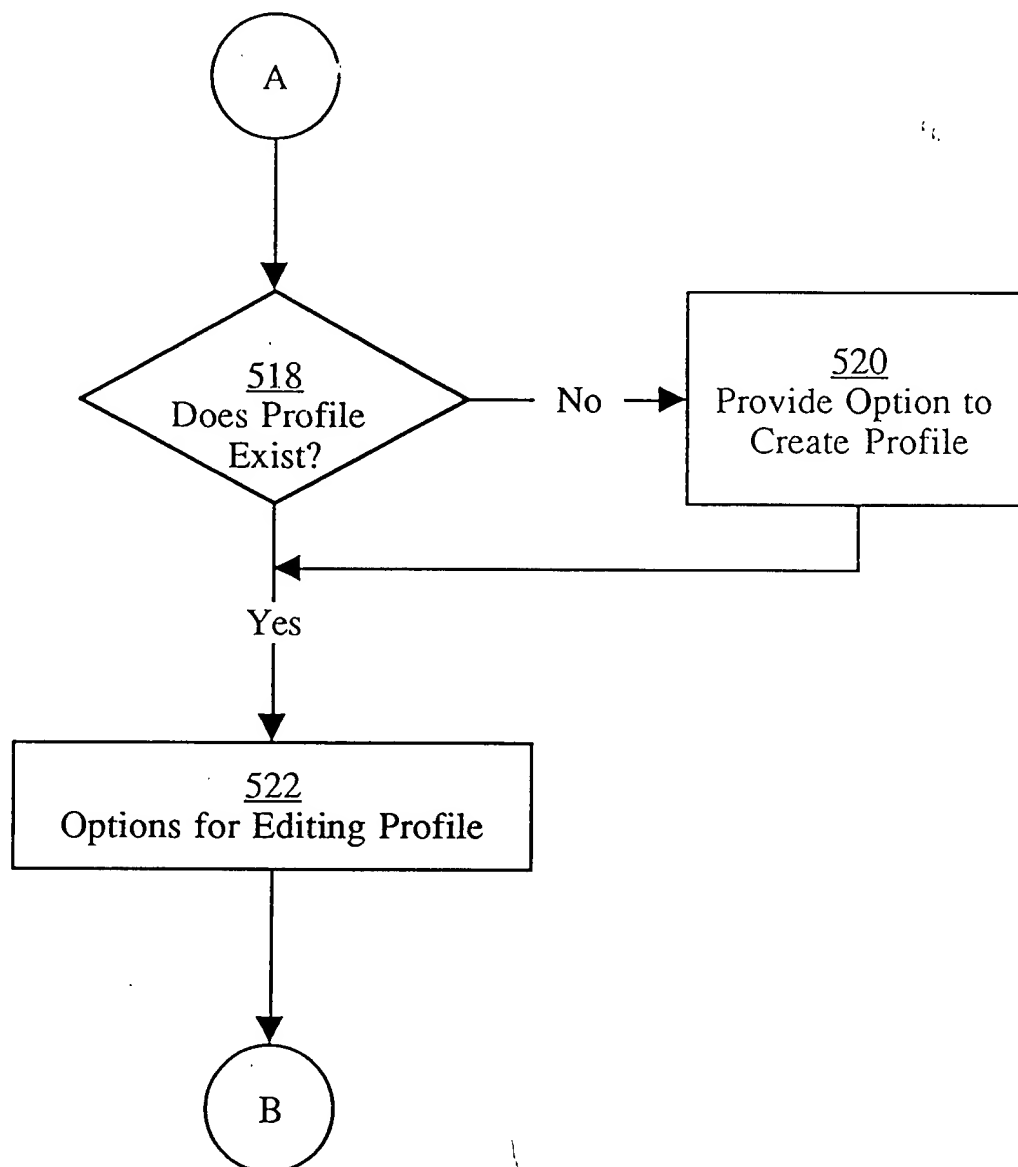 A
518
Does Profile
Exist?
No
520
Provide Option to
Create Profile
Yes
522
Options for Editing Profile
B